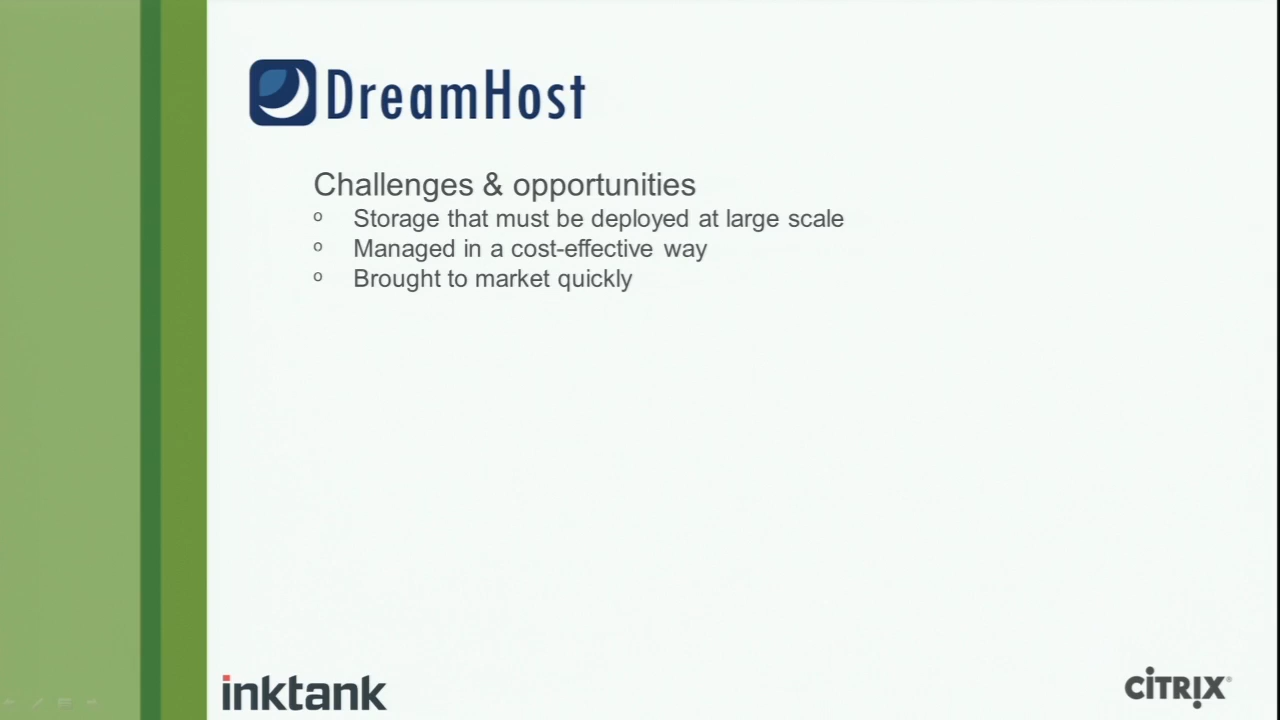 DreamHost
Challenges & opportunities
o Storage that must be deployed at large scale
o Managed in a cost-effective way
o Brought to market quickly
inktank
CITRIX